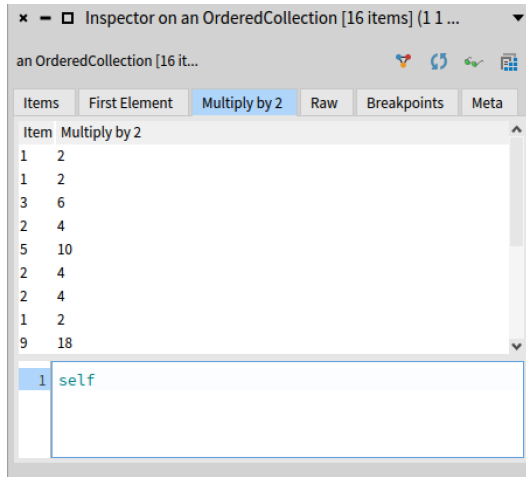 Inspector on an OrderedCollection [16 items] (1 1 ...
an OrderedCollection [16 it...
Items First Element Multiply by 2 Raw Breakpoints Meta
Item Multiply by 2
1 2
1 2
3 6
2 4
5 10
2 4
2 4
1 2
9 18
1 self